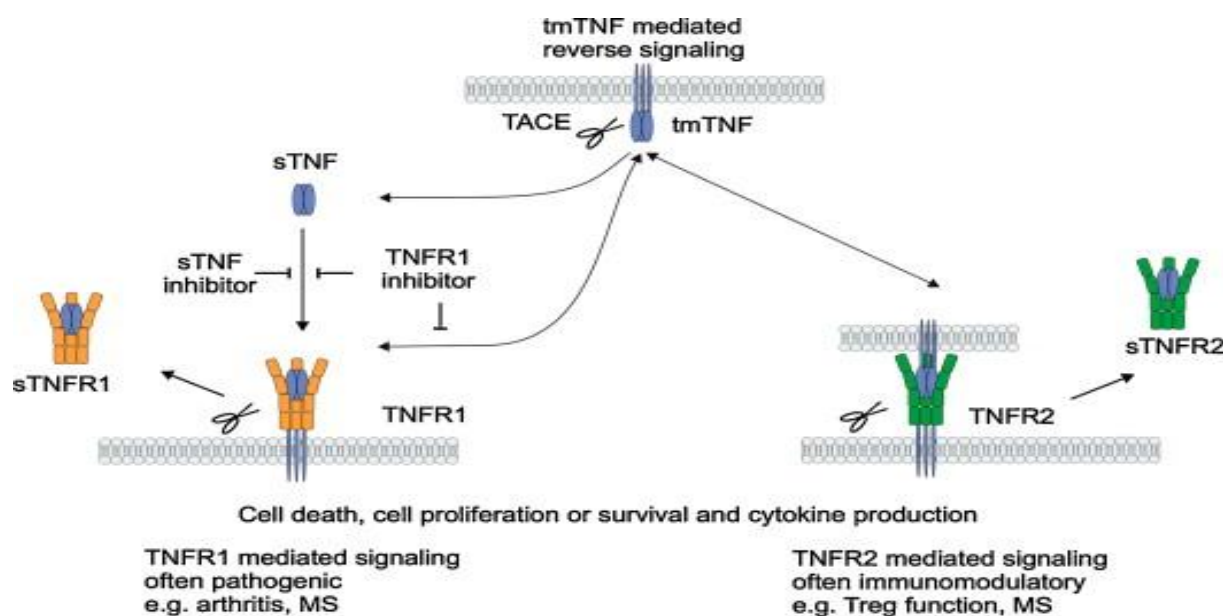 tmTNF mediated
reverse signaling
TACE
tmTNF
sTNF
sTNF
inhibitor
TNFR1
inhibitor
sTNFR1
TNFR1
sTNFR2
TNFR2
Cell death, cell proliferation or survival and cytokine production
TNFR1 mediated signaling
often pathogenic
e.g. arthritis, MS
TNFR2 mediated signaling
often immunomodulatory
e.g. Treg function, MS